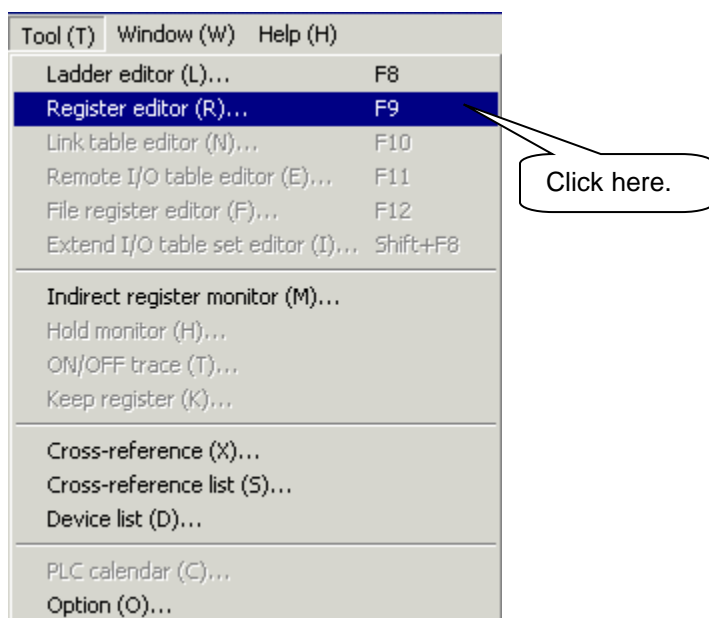 Tool (T) Window (W) Help (H)
Ladder editor (L)... F8
Register editor (R)... F9
Link table editor (N)... F10
Remote I/O table editor (E)... F11
File register editor (F)... F12
Extend I/O table set editor (I)... Shift+F8
Click here.
Indirect register monitor (M)...
Hold monitor (H)...
ON/OFF trace (T)...
Keep register (K)...
Cross-reference (X)...
Cross-reference list (S)...
Device list (D)...
PLC calendar (C)...
Option (O)...